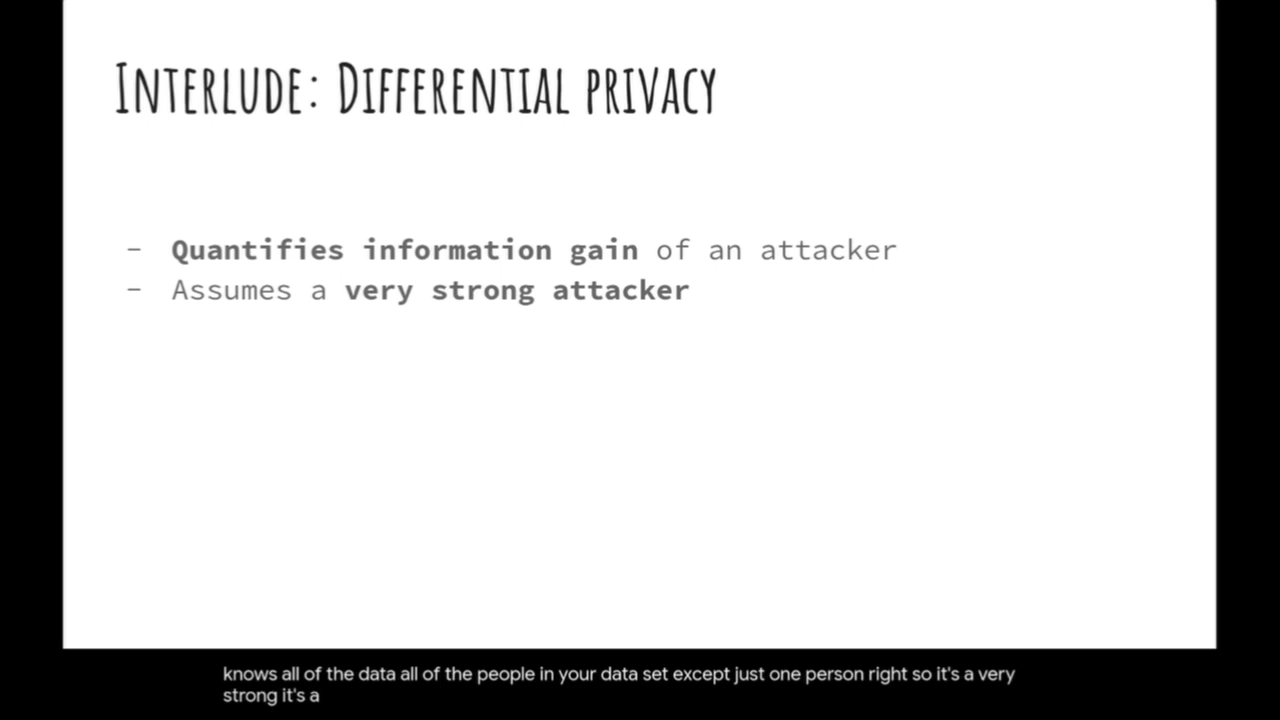 Interlude: Differential privacy
- Quantifies information gain of an attacker
- Assumes a very strong attacker
knows all of the data all of the people in your data set except just one person right so it's a very
strong it's a